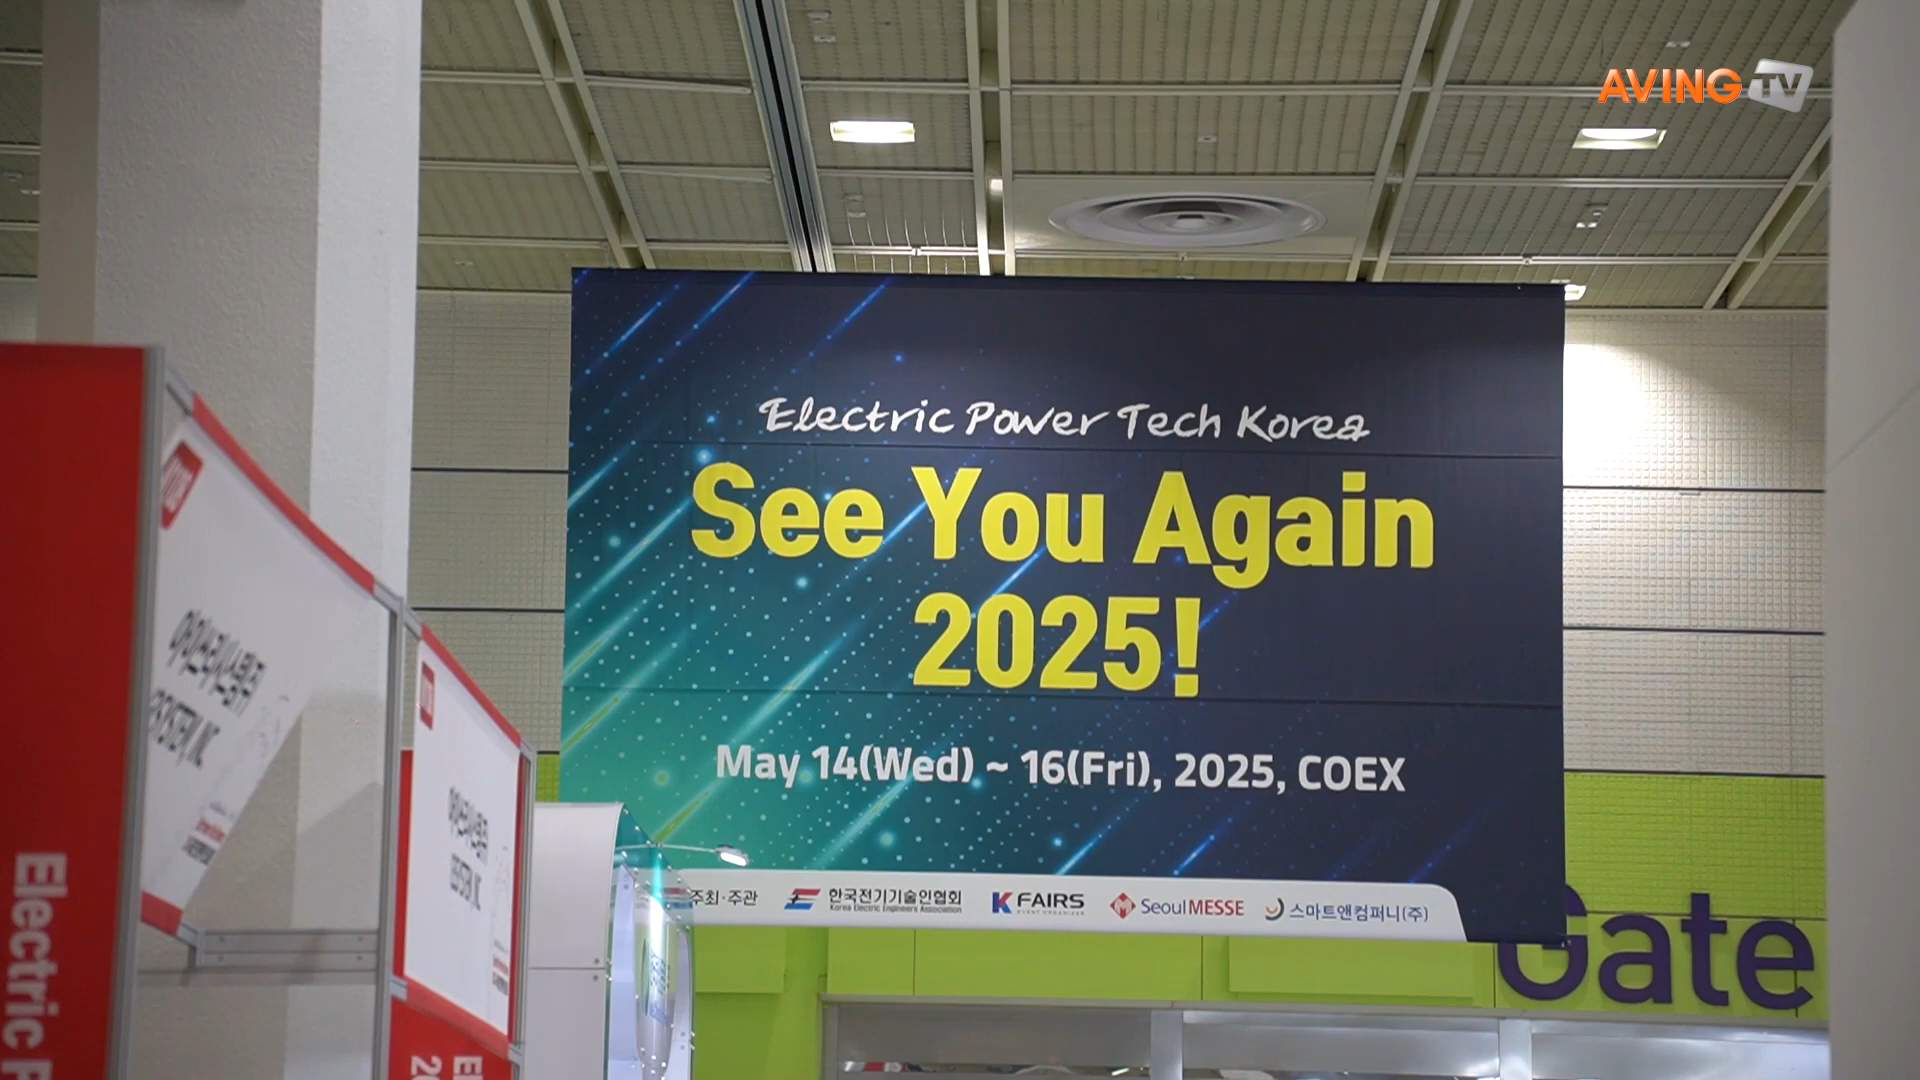 AVING TV
Electric Power Tech Korea
See You Again
2025!
May 14(Wed) ~ 16(Fri), 2025, COEX
주최·주관
한국전기기술인협회
Korea Electric Engineers Association
K FAIRS
EVENT ORGANIZER
Seoul MESSE
스마트앤컴퍼니(주)
Gate
Electric P